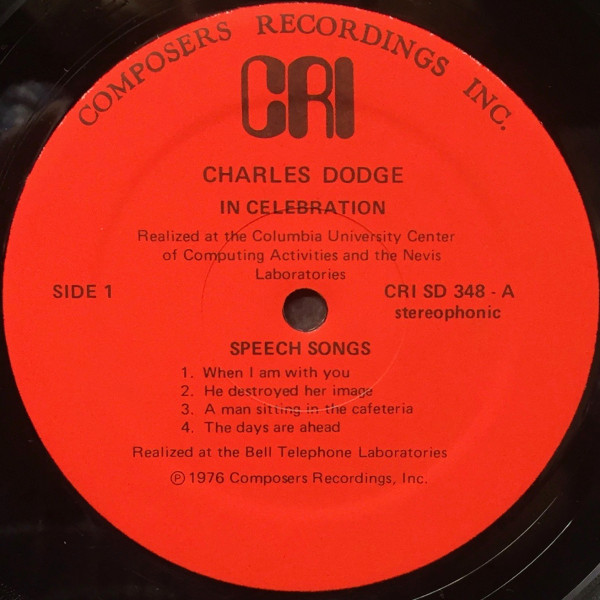 COMPOSERS RECORDINGS INC.
CRI
CHARLES DODGE
IN CELEBRATION
Realized at the Columbia University Center
of Computing Activities and the Nevis
Laboratories
SIDE 1
CRI SD 348 - A
stereophonic
SPEECH SONGS
1. When I am with you
2. He destroyed her image
3. A man sitting in the cafeteria
4. The days are ahead
Realized at the Bell Telephone Laboratories
℗ 1976 Composers Recordings, Inc.